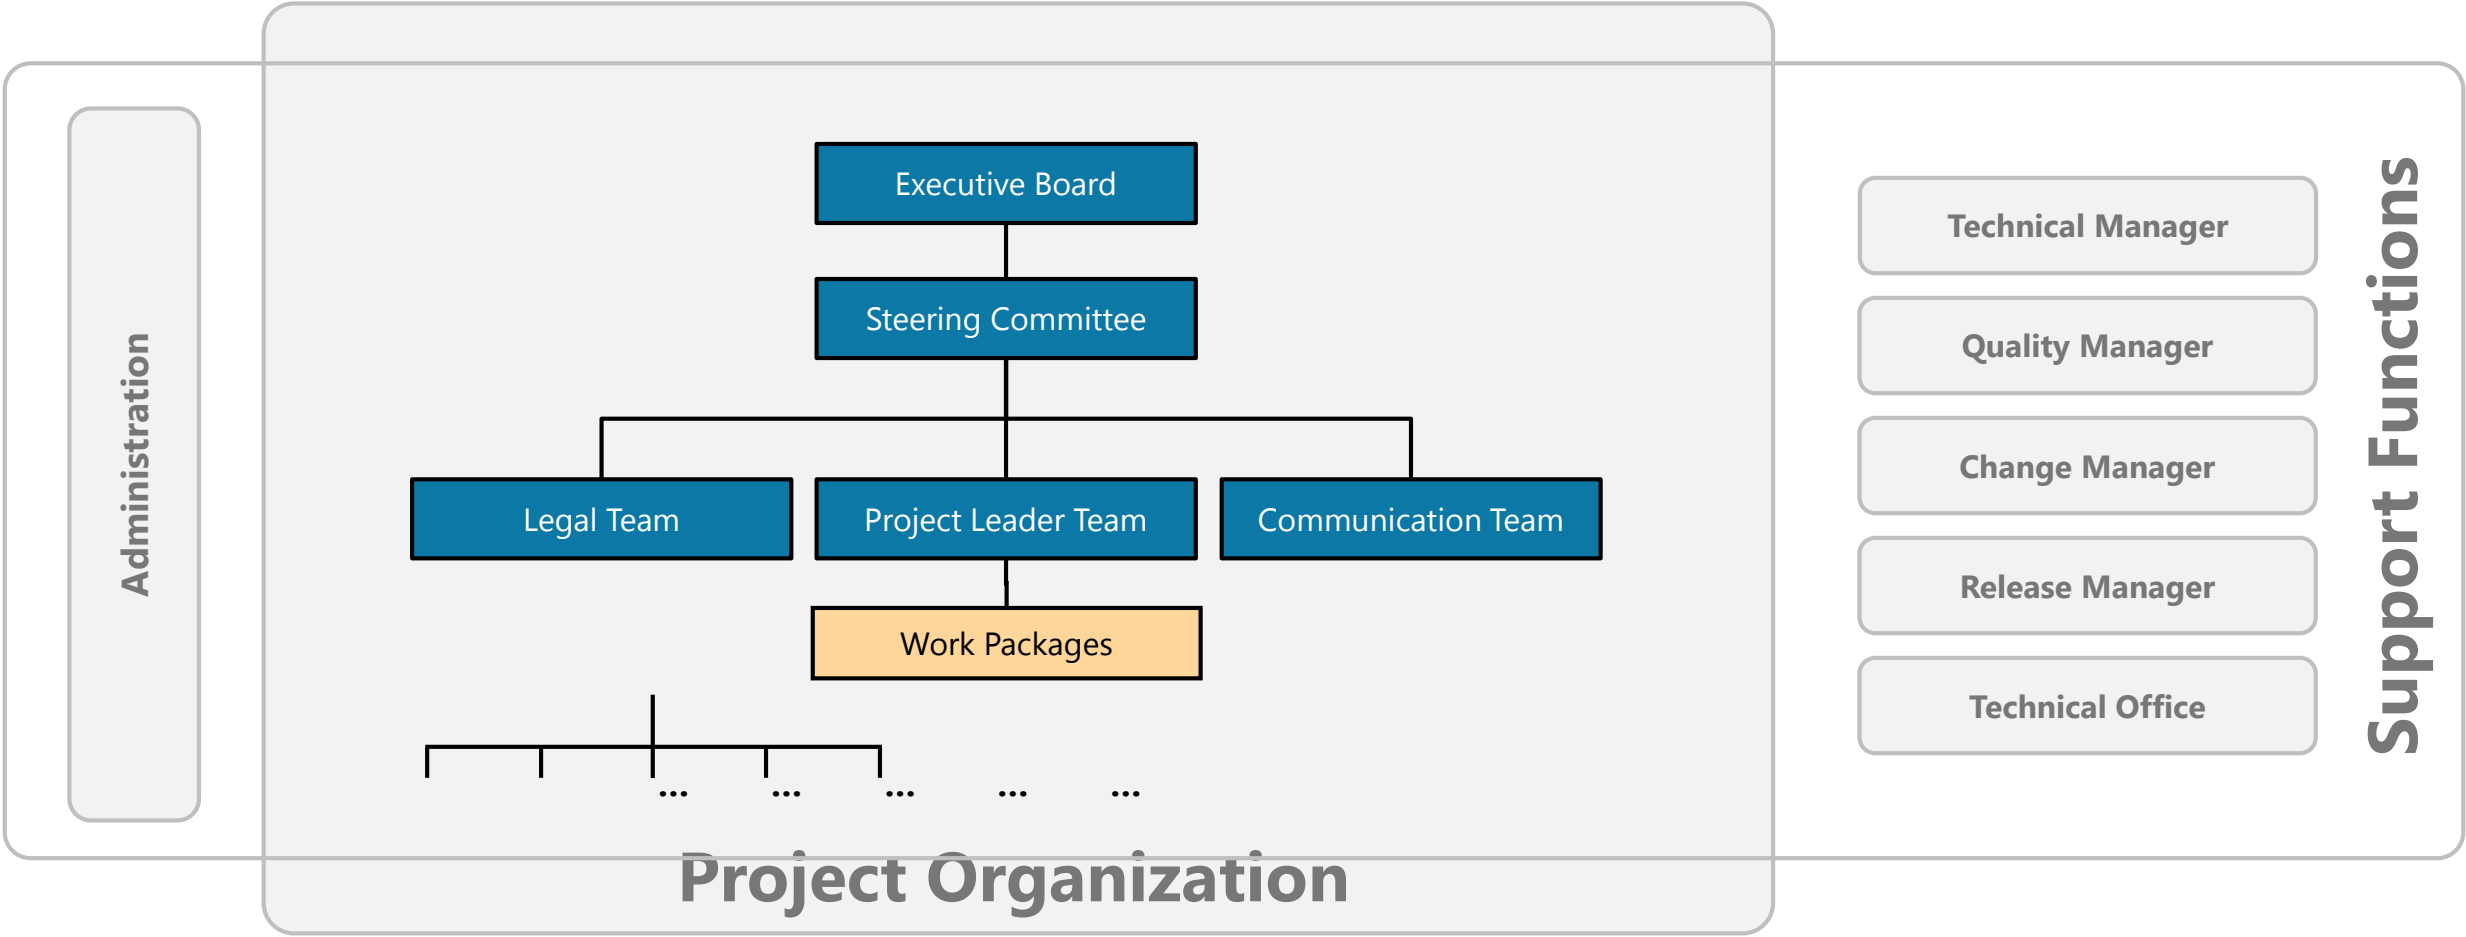 Administration
Executive Board
Steering Committee
Legal Team
Project Leader Team
Communication Team
Work Packages
... ... ... ... ...
Project Organization
Technical Manager
Quality Manager
Change Manager
Release Manager
Technical Office
Support Functions